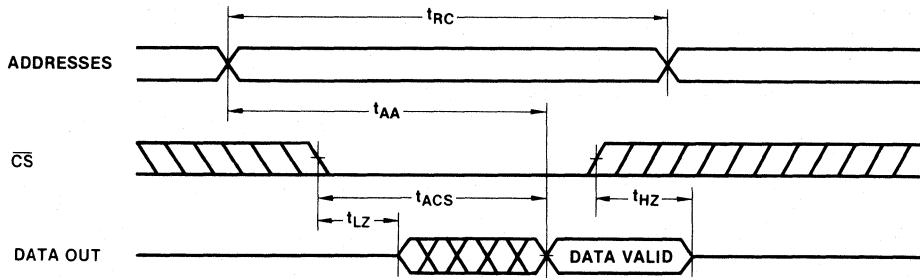 tRC
ADDRESSES
tAA
CS
tACS
tHZ
tLZ
DATA OUT
DATA VALID